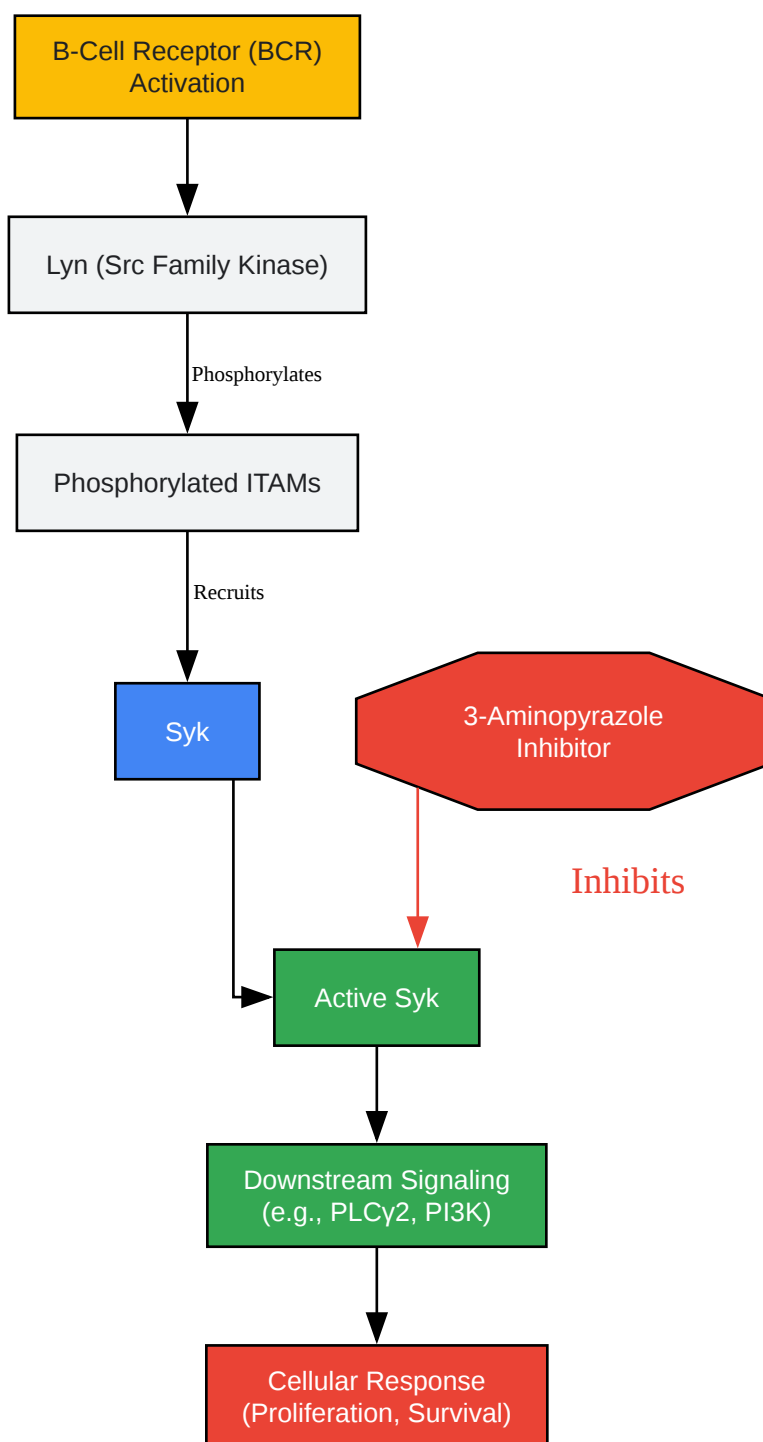 B-Cell Receptor (BCR)
Activation
Lyn (Src Family Kinase)
Phosphorylates
Phosphorylated ITAMs
Recruits
Syk
3-Aminopyrazole
Inhibitor
Inhibits
Active Syk
Downstream Signaling
(e.g., PLCγ2, PI3K)
Cellular Response
(Proliferation, Survival)